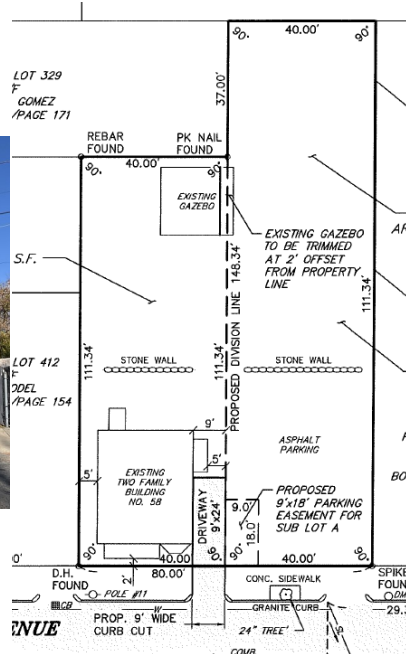 90°
40.00'
90°
LOT 329
GOMEZ
/PAGE 171
37.00'
REBAR
FOUND
PK NAIL
FOUND
90°
40.00'
90°
EXISTING
GAZEBO
EXISTING GAZEBO
TO BE TRIMMED
AT 2' OFFSET
FROM PROPERTY
LINE
S.F.
PROPOSED DIVISION LINE 148.34'
111.34'
111.34'
111.34'
LOT 412
/PAGE 154
STONE WALL
STONE WALL
9'
5'
5'
ASPHALT
PARKING
EXISTING
TWO FAMILY
BUILDING
NO. 58
DRIVEWAY
9'x24'
PROPOSED
9'x18' PARKING
EASEMENT FOR
SUB LOT A
9.0'
18.0'
90°
40.00
90°
90°
40.00'
90°
2'
80.00'
D.H.
FOUND
POLE #11
CB
CONC. SIDEWALK
GRANITE CURB
SPIKE
29.3
PROP. 9' WIDE
CURB CUT
W
24" TREE
ENUE